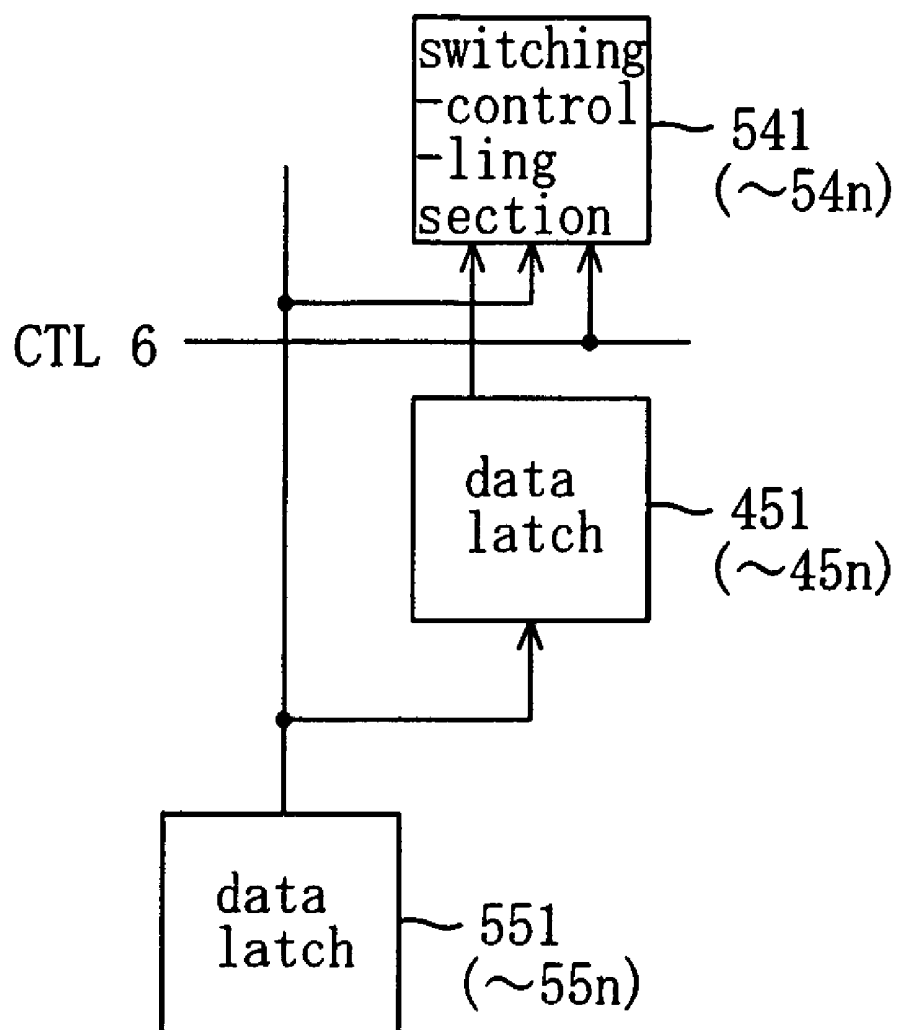 switching
-control
-ling
section
541
(~54n)
CTL 6
data
latch
451
(~45n)
data
latch
551
(~55n)